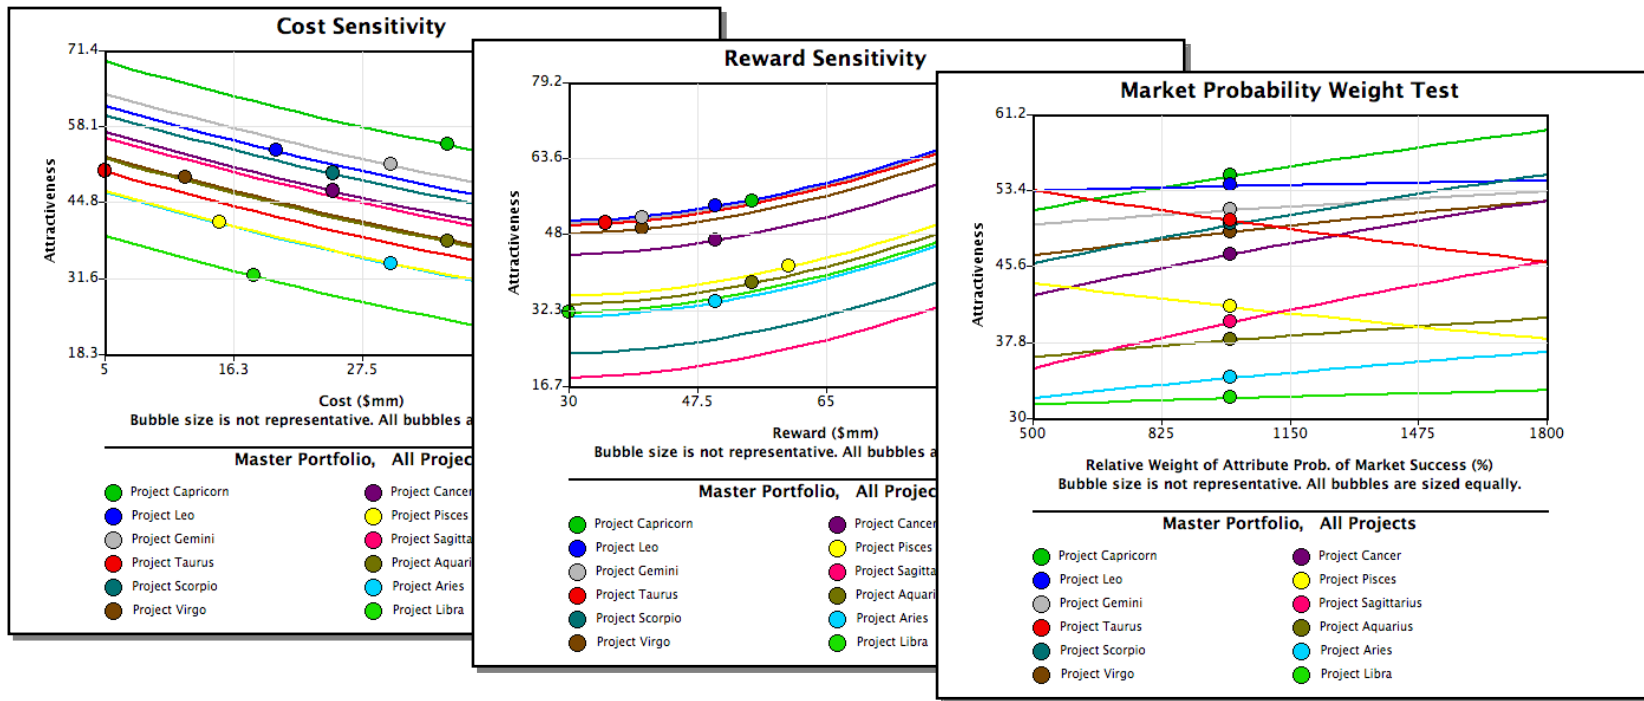 Cost Sensitivity
71.4
58.1
44.8
31.6
18.3
Attractiveness
5
16.3
27.5
Cost ($mm)
Bubble size is not representative. All bubbles a
Master Portfolio, All Projec
Project Capricorn
Project Leo
Project Gemini
Project Taurus
Project Scorpio
Project Virgo
Project Cancer
Project Pisces
Project Sagitta
Project Aquari
Project Aries
Project Libra
Reward Sensitivity
79.2
63.6
48
32.3
16.7
Attractiveness
30
47.5
65
Reward ($mm)
Bubble size is not representative. All bubbles a
Master Portfolio, All Projec
Project Capricorn
Project Leo
Project Gemini
Project Taurus
Project Scorpio
Project Virgo
Project Cancer
Project Pisces
Project Sagitta
Project Aquari
Project Aries
Project Libra
Market Probability Weight Test
61.2
53.4
45.6
37.8
30
Attractiveness
500
825
1150
1475
1800
Relative Weight of Attribute Prob. of Market Success (%)
Bubble size is not representative. All bubbles are sized equally.
Master Portfolio, All Projects
Project Capricorn
Project Leo
Project Gemini
Project Taurus
Project Scorpio
Project Virgo
Project Cancer
Project Pisces
Project Sagittarius
Project Aquarius
Project Aries
Project Libra